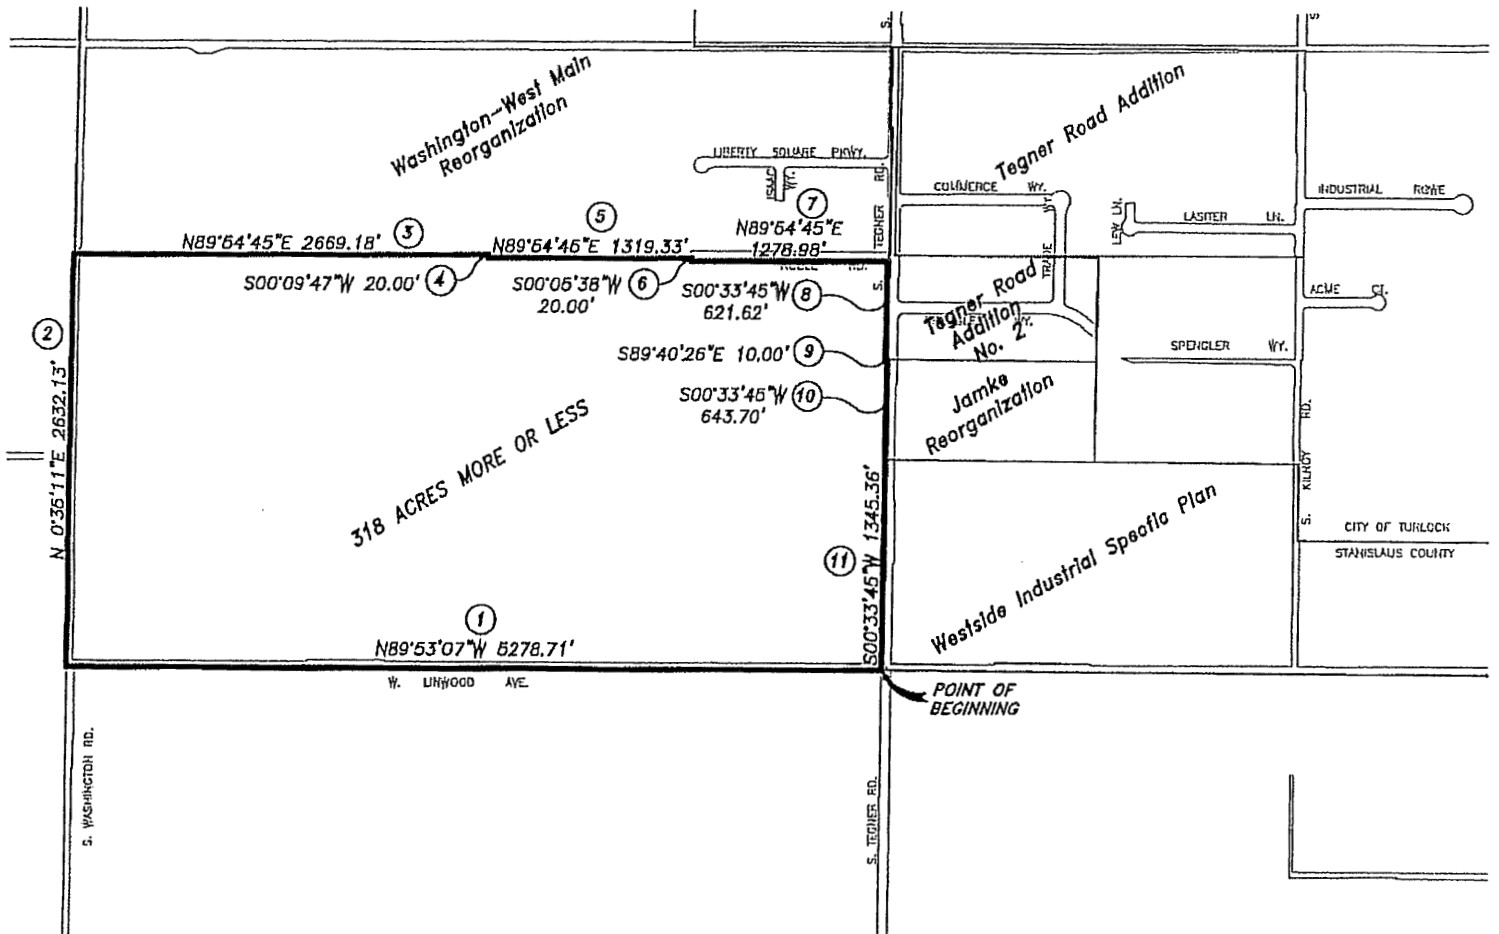 S.
S
Washington-West Main
Reorganization
Tegner Road Addition
LIBERTY SQUARE PKWY.
ISAAC
WY.
S. TEGNER RD.
COMMERCE WY.
TRADE WY.
LEW LN.
LASITER LN.
INDUSTRIAL ROWE
7
N89°54'45"E
1278.98'
5
N89°54'45"E 1319.33'
3
N89°54'45"E 2669.18'
RD.
S00°09'47"W 20.00' 4
S00°05'38"W 6
20.00'
S00°33'45"W 8
621.62'
Tegner Road
Addition
No. 2
WY.
ACME CT.
2
N 0°36'11"E 2632.13'
S89°40'26"E 10.00' 9
SPENGLER WY.
S00°33'45"W 10
643.70'
Jamke
Reorganization
318 ACRES MORE OR LESS
S. KILROY RD.
11
S00°33'45"W 1345.36'
Westside Industrial Specific Plan
CITY OF TURLOCK
STANISLAUS COUNTY
1
N89°53'07"W 5278.71'
W. LINWOOD AVE.
POINT OF
BEGINNING
S. WASHINGTON RD.
S. TEGNER RD.